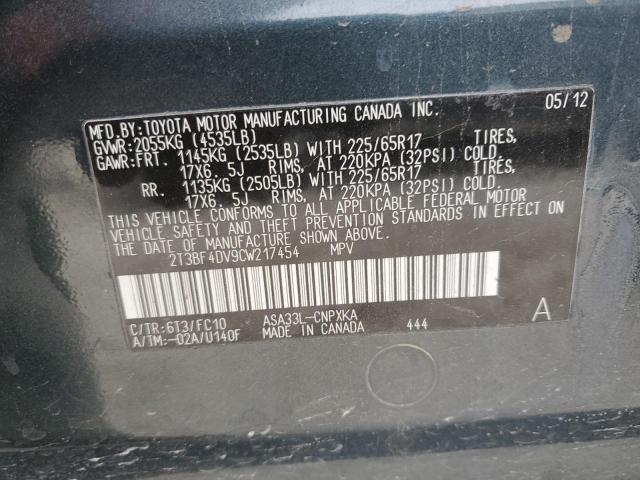 MFD.BY:TOYOTA MOTOR MANUFACTURING CANADA INC. 05/12
GVWR:2055KG (4535LB)
GAWR:FRT. 1145KG (2535LB) WITH 225/65R17 TIRES,
17X6. 5J RIMS, AT 220KPA (32PSI) COLD.
RR. 1135KG (2505LB) WITH 225/65R17 TIRES,
17X6. 5J RIMS, AT 220KPA (32PSI) COLD.
THIS VEHICLE CONFORMS TO ALL APPLICABLE FEDERAL MOTOR
VEHICLE SAFETY AND THEFT PREVENTION STANDARDS IN EFFECT ON
THE DATE OF MANUFACTURE SHOWN ABOVE.
2T3BF4DV9CW217454 MPV
C/TR:6T3/FC10 ASA33L-CNPXKA A
A/TM:-02A/U140F MADE IN CANADA 444